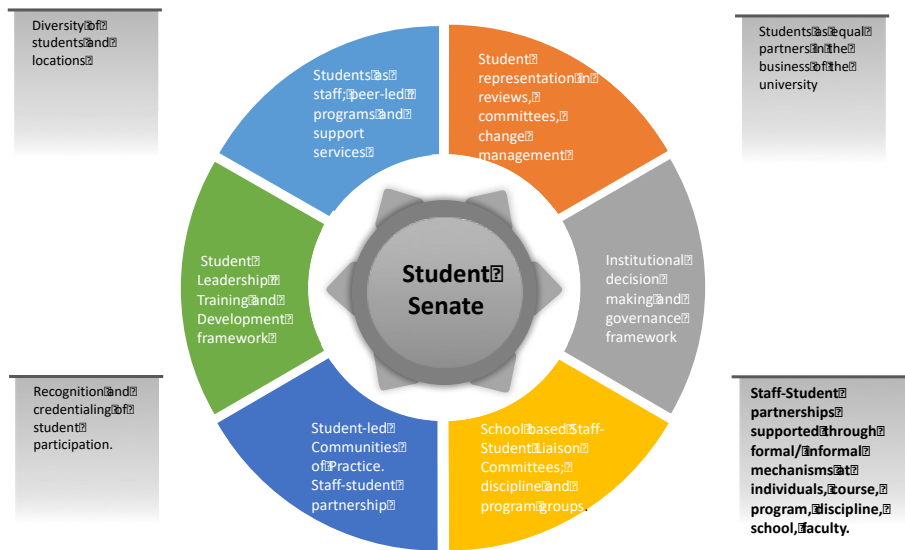 Diversity of
students and
locations
Students as
staff; peer-led
programs and
support
services
Student
representation in
reviews,
committees,
change
management
Students as equal
partners in the
business of the
university
Student
Leadership
Training and
Development
framework
Student
Senate
Institutional
decision
making and
governance
framework
Recognition and
credentialing of
student
participation.
Student-led
Communities
of Practice.
Staff-student
partnership
School based Staff-
Student Liaison
Committees;
discipline and
program groups.
Staff-Student
partnerships
supported through
formal/ informal
mechanisms at
individuals, course,
program, discipline,
school, faculty.